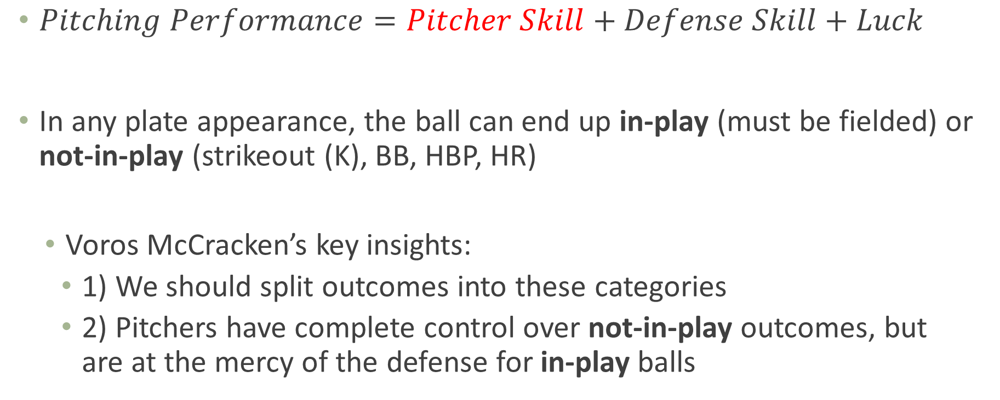 • Pitching Performance = Pitcher Skill + Defense Skill + Luck
• In any plate appearance, the ball can end up in-play (must be fielded) or
not-in-play (strikeout (K), BB, HBP, HR)
• Voros McCracken’s key insights:
• 1) We should split outcomes into these categories
• 2) Pitchers have complete control over not-in-play outcomes, but
are at the mercy of the defense for in-play balls